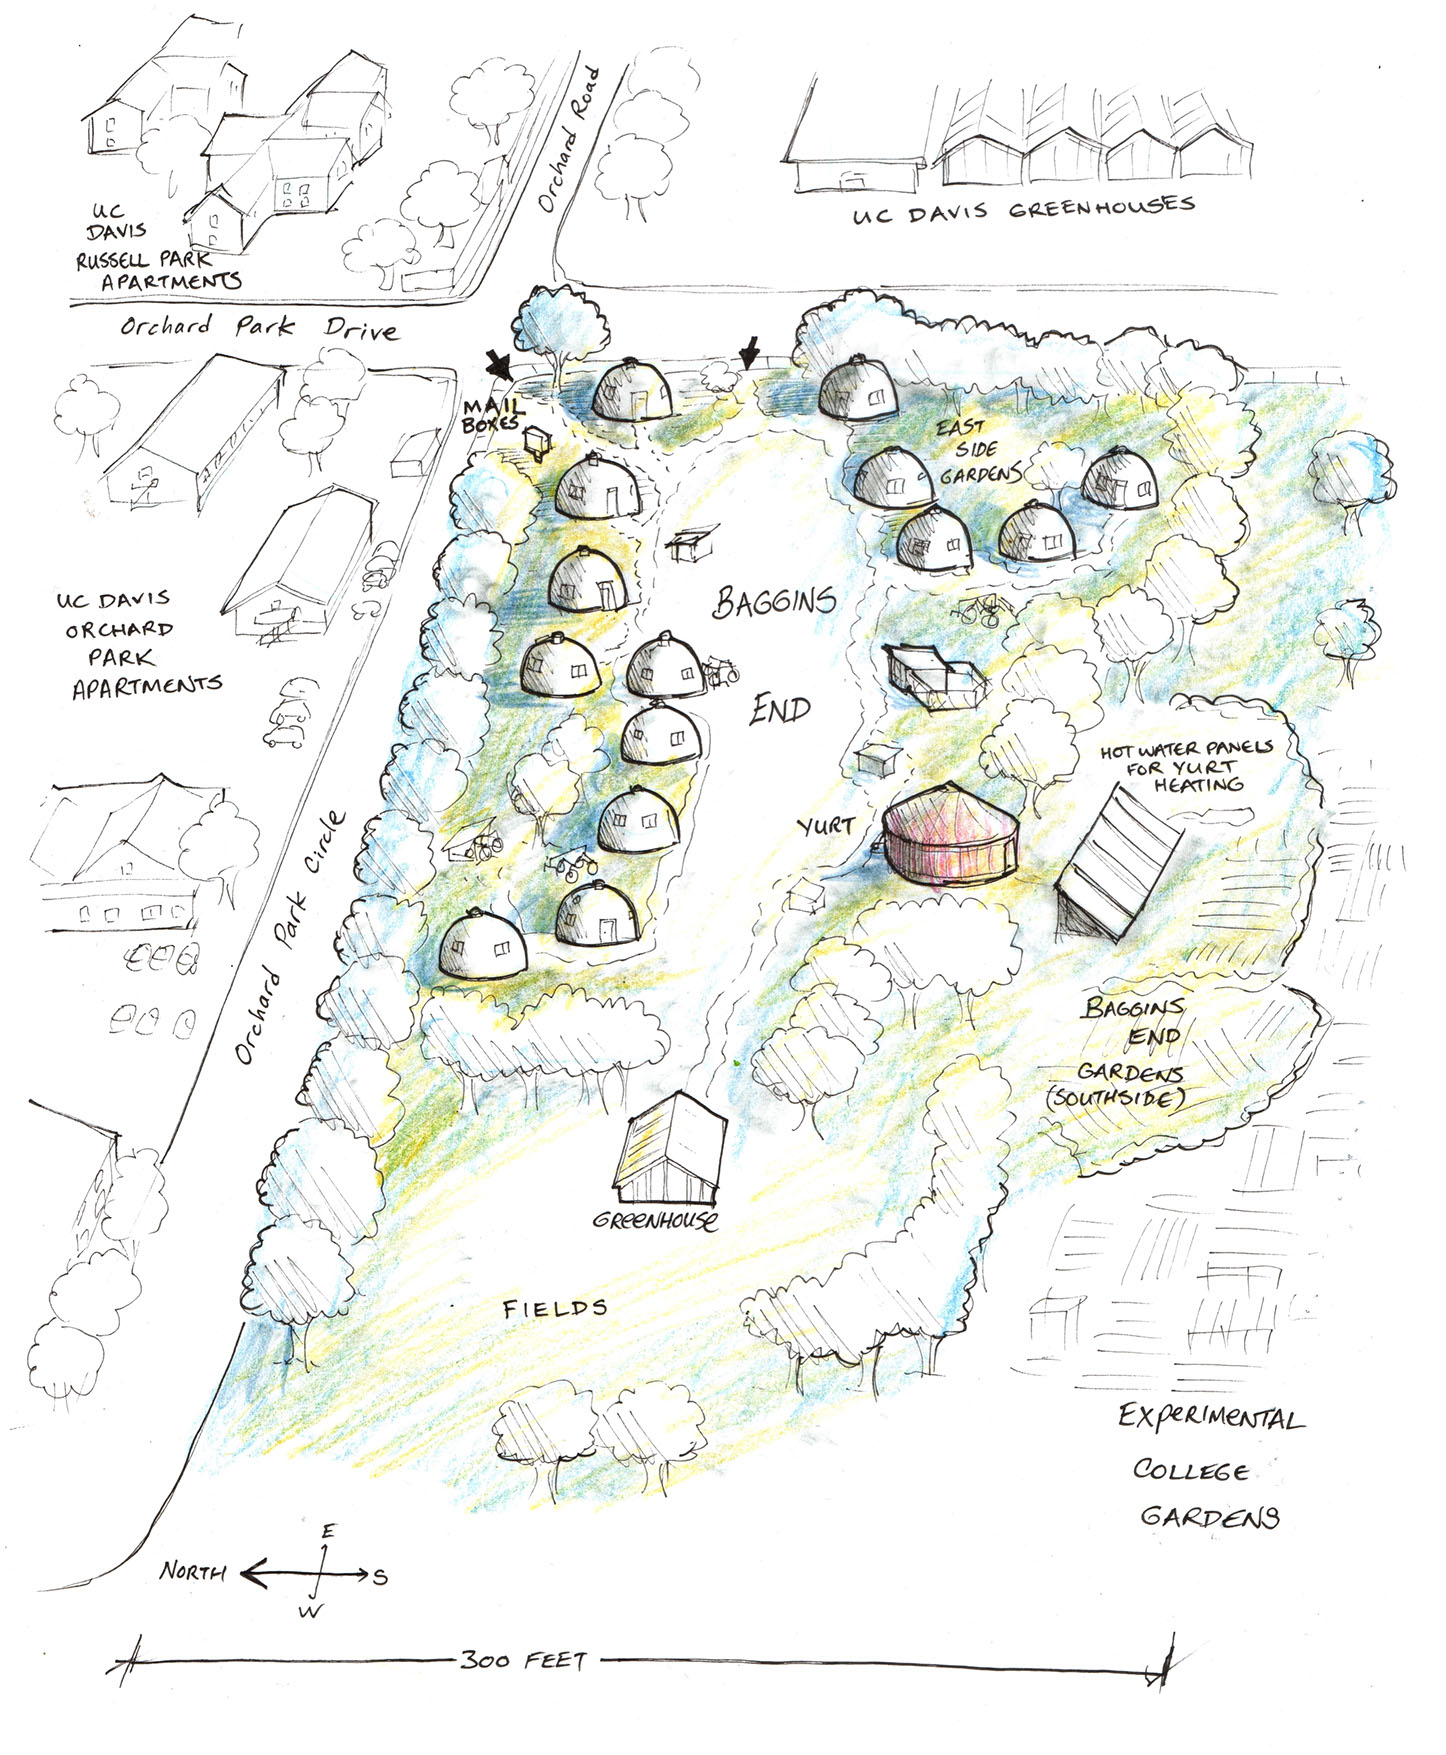 Orchard Road
UC DAVIS GREENHOUSES
UC
DAVIS
RUSSELL PARK
APARTMENTS
Orchard Park Drive
MAIL
BOXES
EAST
SIDE
GARDENS
UC DAVIS
ORCHARD
PARK
APARTMENTS
BAGGINS
END
HOT WATER PANELS
FOR YURT
HEATING
YURT
Orchard Park Circle
BAGGINS
END
GARDENS
(SOUTHSIDE)
GREENHOUSE
FIELDS
EXPERIMENTAL
COLLEGE
GARDENS
E
NORTH S
W
300 FEET